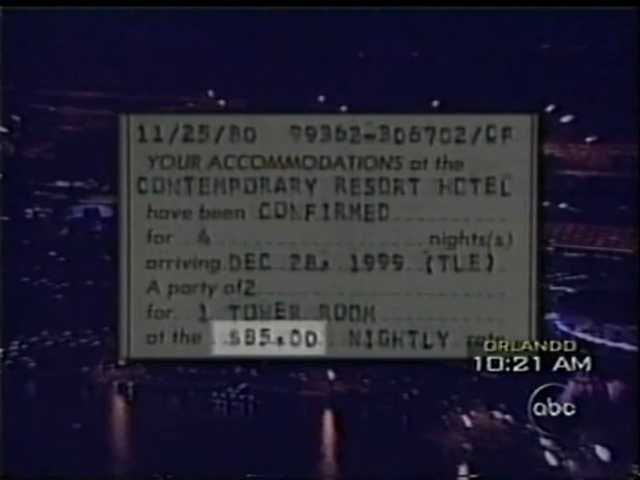 11/25/80 99362-306702/CF
YOUR ACCOMMODATIONS at the
CONTEMPORARY RESORT HOTEL
have been CONFIRMED
for 4 nights(s)
arriving DEC 28, 1999 (TLE)
A party of 2
for 1 TOWER ROOM
at the $85.00 NIGHTLY rate
ORLANDO
10:21 AM
abc